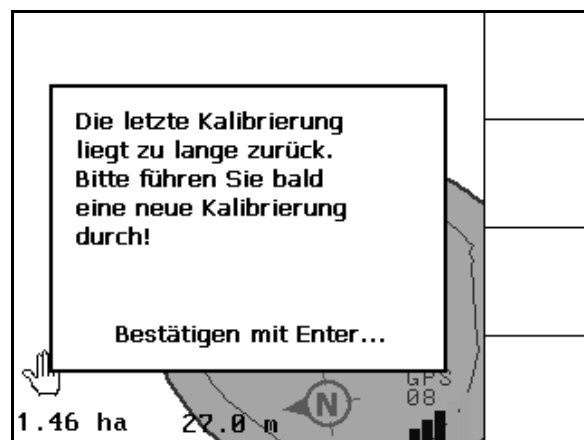 Die letzte Kalibrierung
liegt zu lange zurück.
Bitte führen Sie bald
eine neue Kalibrierung
durch!
Bestätigen mit Enter...
GPS
08
N
1.46 ha 27.0 m